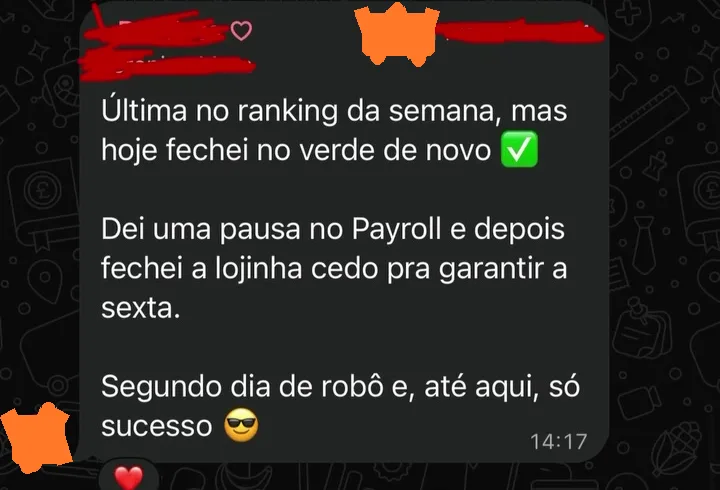 Última no ranking da semana, mas
hoje fechei no verde de novo ✅
Dei uma pausa no Payroll e depois
fechei a lojinha cedo pra garantir a
sexta.
Segundo dia de robô e, até aqui, só
sucesso 😎
14:17